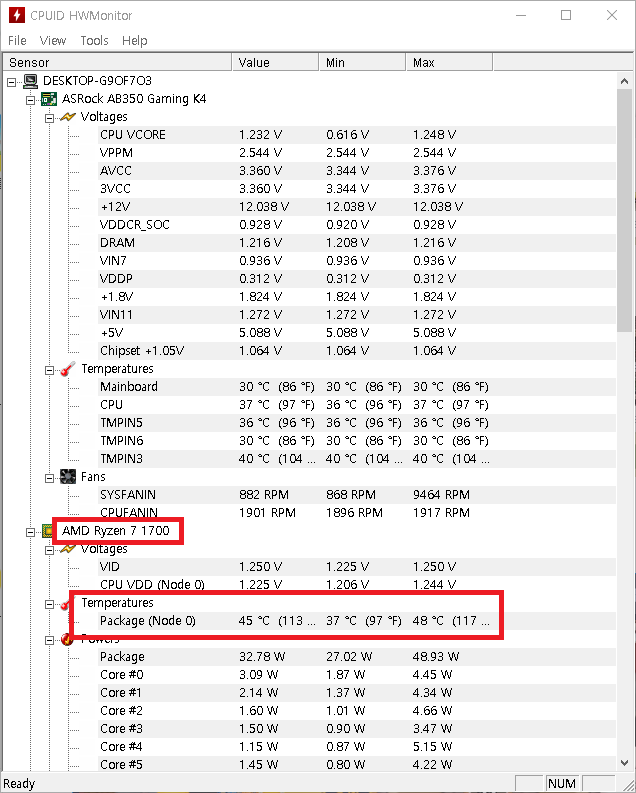 CPUID HWMonitor
File View Tools Help
Sensor Value Min Max
DESKTOP-G9OF7O3
ASRock AB350 Gaming K4
Voltages
CPU VCORE 1.232 V 0.616 V 1.248 V
VPPM 2.544 V 2.544 V 2.544 V
AVCC 3.360 V 3.344 V 3.376 V
3VCC 3.360 V 3.344 V 3.376 V
+12V 12.038 V 12.038 V 12.038 V
VDDCR_SOC 0.928 V 0.920 V 0.928 V
DRAM 1.216 V 1.208 V 1.216 V
VIN7 0.936 V 0.936 V 0.936 V
VDDP 0.312 V 0.312 V 0.312 V
+1.8V 1.824 V 1.824 V 1.824 V
VIN11 1.272 V 1.272 V 1.272 V
+5V 5.088 V 5.088 V 5.088 V
Chipset +1.05V 1.064 V 1.064 V 1.064 V
Temperatures
Mainboard 30 °C (86 °F) 30 °C (86 °F) 30 °C (86 °F)
CPU 37 °C (97 °F) 36 °C (96 °F) 37 °C (97 °F)
TMPIN5 36 °C (96 °F) 36 °C (96 °F) 36 °C (96 °F)
TMPIN6 30 °C (86 °F) 30 °C (86 °F) 30 °C (86 °F)
TMPIN3 40 °C (104 ... 40 °C (104 ... 40 °C (104 ...
Fans
SYSFANIN 882 RPM 868 RPM 9464 RPM
CPUFANIN 1901 RPM 1896 RPM 1917 RPM
AMD Ryzen 7 1700
Voltages
VID 1.250 V 1.225 V 1.250 V
CPU VDD (Node 0) 1.225 V 1.206 V 1.244 V
Temperatures
Package (Node 0) 45 °C (113 ... 37 °C (97 °F) 48 °C (117 ...
Powers
Package 32.78 W 27.02 W 48.93 W
Core #0 3.09 W 1.87 W 4.45 W
Core #1 2.14 W 1.37 W 4.34 W
Core #2 1.60 W 1.01 W 4.66 W
Core #3 1.50 W 0.90 W 3.47 W
Core #4 1.15 W 0.87 W 5.15 W
Core #5 1.45 W 0.80 W 4.22 W
Ready NUM